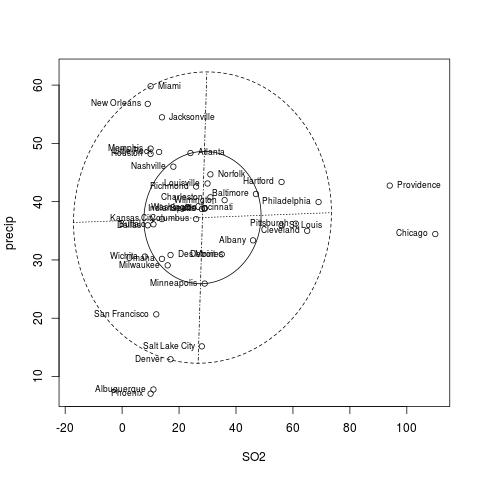 Miami
New Orleans
Jacksonville
Memphis
Atlanta
Houston
Nashville
Norfolk
Louisville
Hartford
Richmond
Providence
Baltimore
Charleston
Wilmington
Philadelphia
Cincinnati
Kansas City
Columbus
Pittsburgh
St. Louis
Dallas
Cleveland
Chicago
Albany
Wichita
Omaha
Des Moines
Detroit
Milwaukee
Minneapolis
San Francisco
Salt Lake City
Denver
Albuquerque
Phoenix
precip
60
50
40
30
20
10
-20
0
20
40
60
80
100
SO2